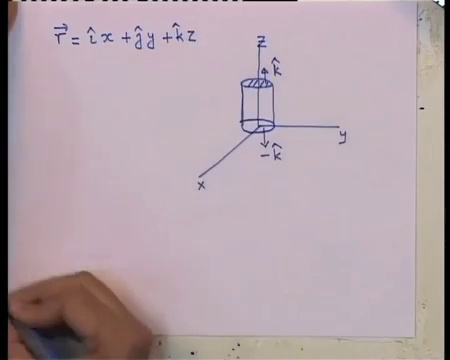 r⃗ = îx + ĵy + k̂z
z
k̂
y
-k̂
x